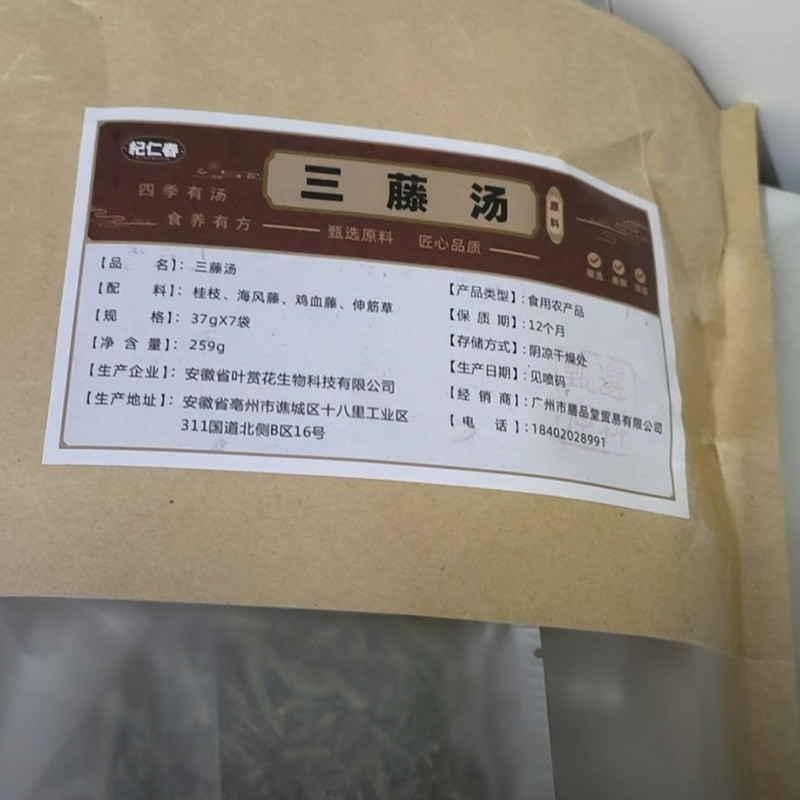 杞仁春
四季有汤
食养有方
三藤汤
原料
甄选原料 匠心品质
【品 名】：三藤汤
【配 料】：桂枝、海风藤、鸡血藤、伸筋草
【规 格】：37gX7袋
【净 含 量】：259g
【生产企业】：安徽省叶赏花生物科技有限公司
【生产地址】：安徽省亳州市谯城区十八里工业区
311国道北侧B区16号
【产品类型】：食用农产品
【保 质 期】：12个月
【存储方式】：阴凉干燥处
【生产日期】：见喷码
【经 销 商】：广州市膳品堂贸易有限公司
【电 话】：18402028991